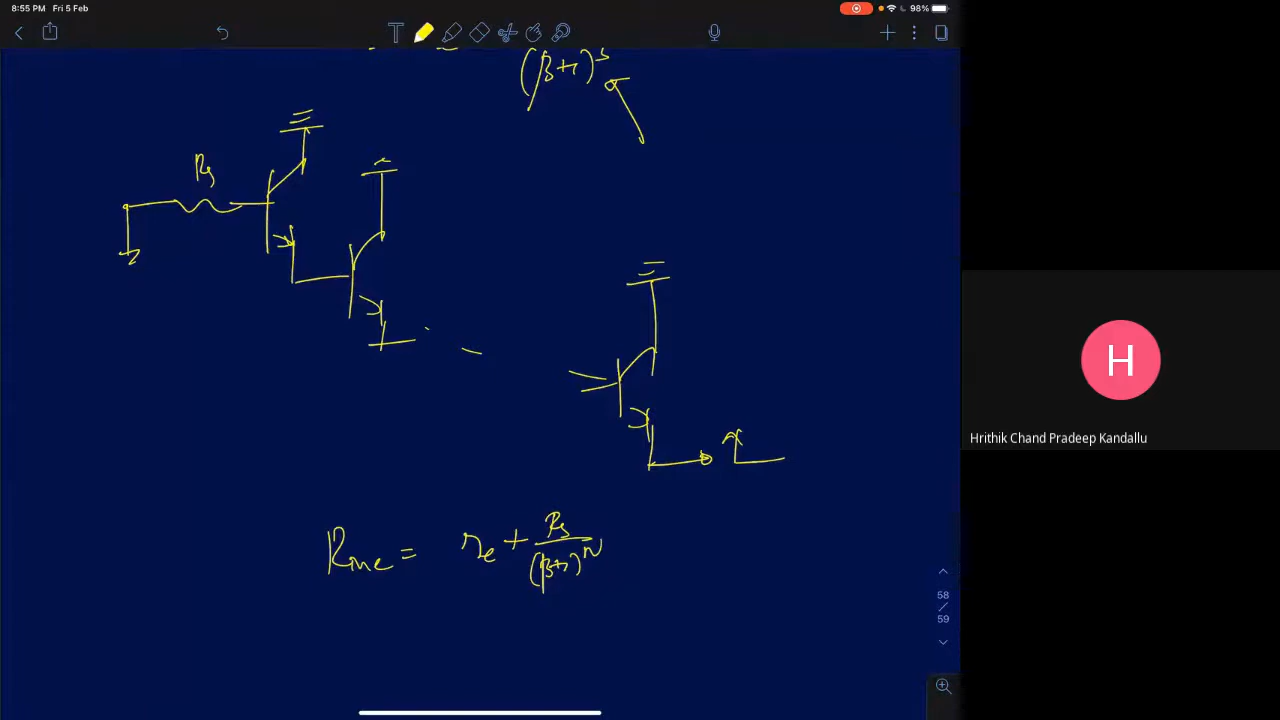 8:55 PM Fri 5 Feb
98%
T
(β+1)³
Rs
Rine = re + Rs/(β+1)^N
58
/
59
H
Hrithik Chand Pradeep Kandallu